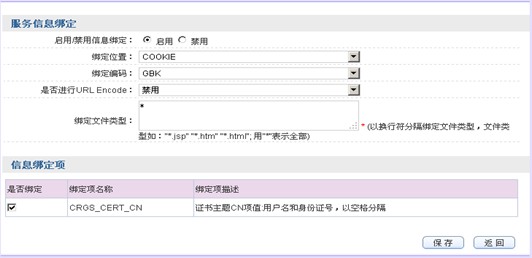 服务信息绑定
启用/禁用信息绑定： 启用 禁用
绑定位置： COOKIE
绑定编码： GBK
是否进行URL Encode： 禁用
绑定文件类型： *
* (以换行符分隔绑定文件类型，文件类
型如："*.jsp" "*.htm" "*.html"; 用"*"表示全部)
信息绑定项
是否绑定 绑定项名称 绑定项描述
CRGS_CERT_CN 证书主题CN项值:用户名和身份证号，以空格分隔
保存 返回